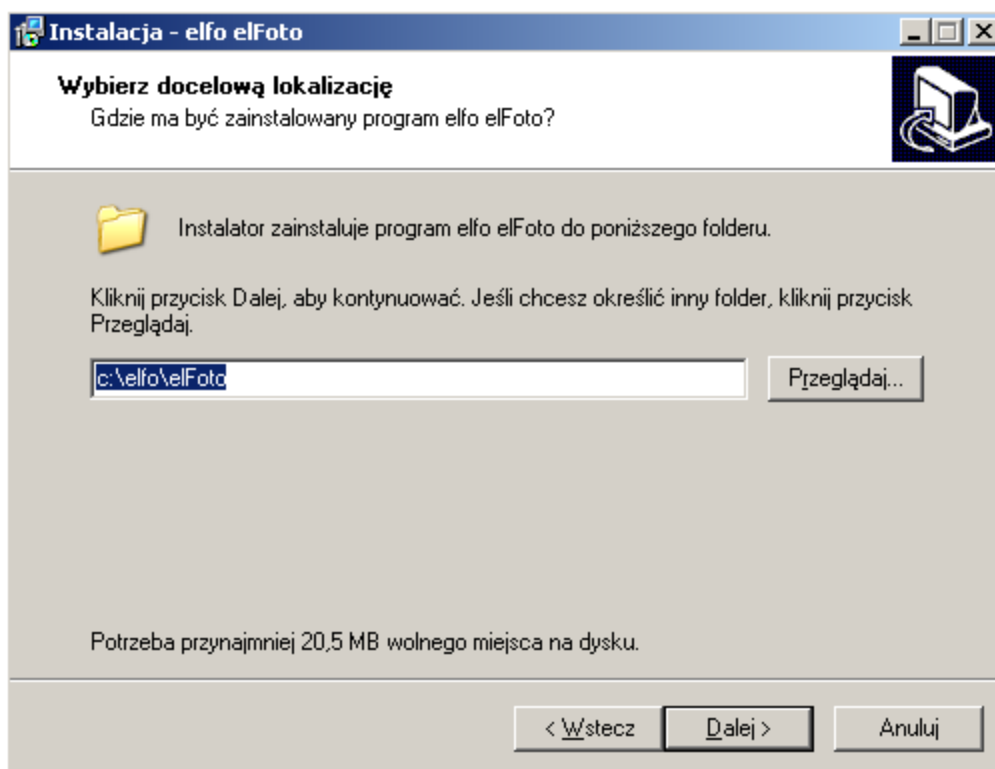 Instalacja - elfo elFoto
Wybierz docelową lokalizację
Gdzie ma być zainstalowany program elfo elFoto?
Instalator zainstaluje program elfo elFoto do poniższego folderu.
Kliknij przycisk Dalej, aby kontynuować. Jeśli chcesz określić inny folder, kliknij przycisk
Przeglądaj.
c:\elfo\elFoto
Przeglądaj...
Potrzeba przynajmniej 20,5 MB wolnego miejsca na dysku.
< Wstecz
Dalej >
Anuluj